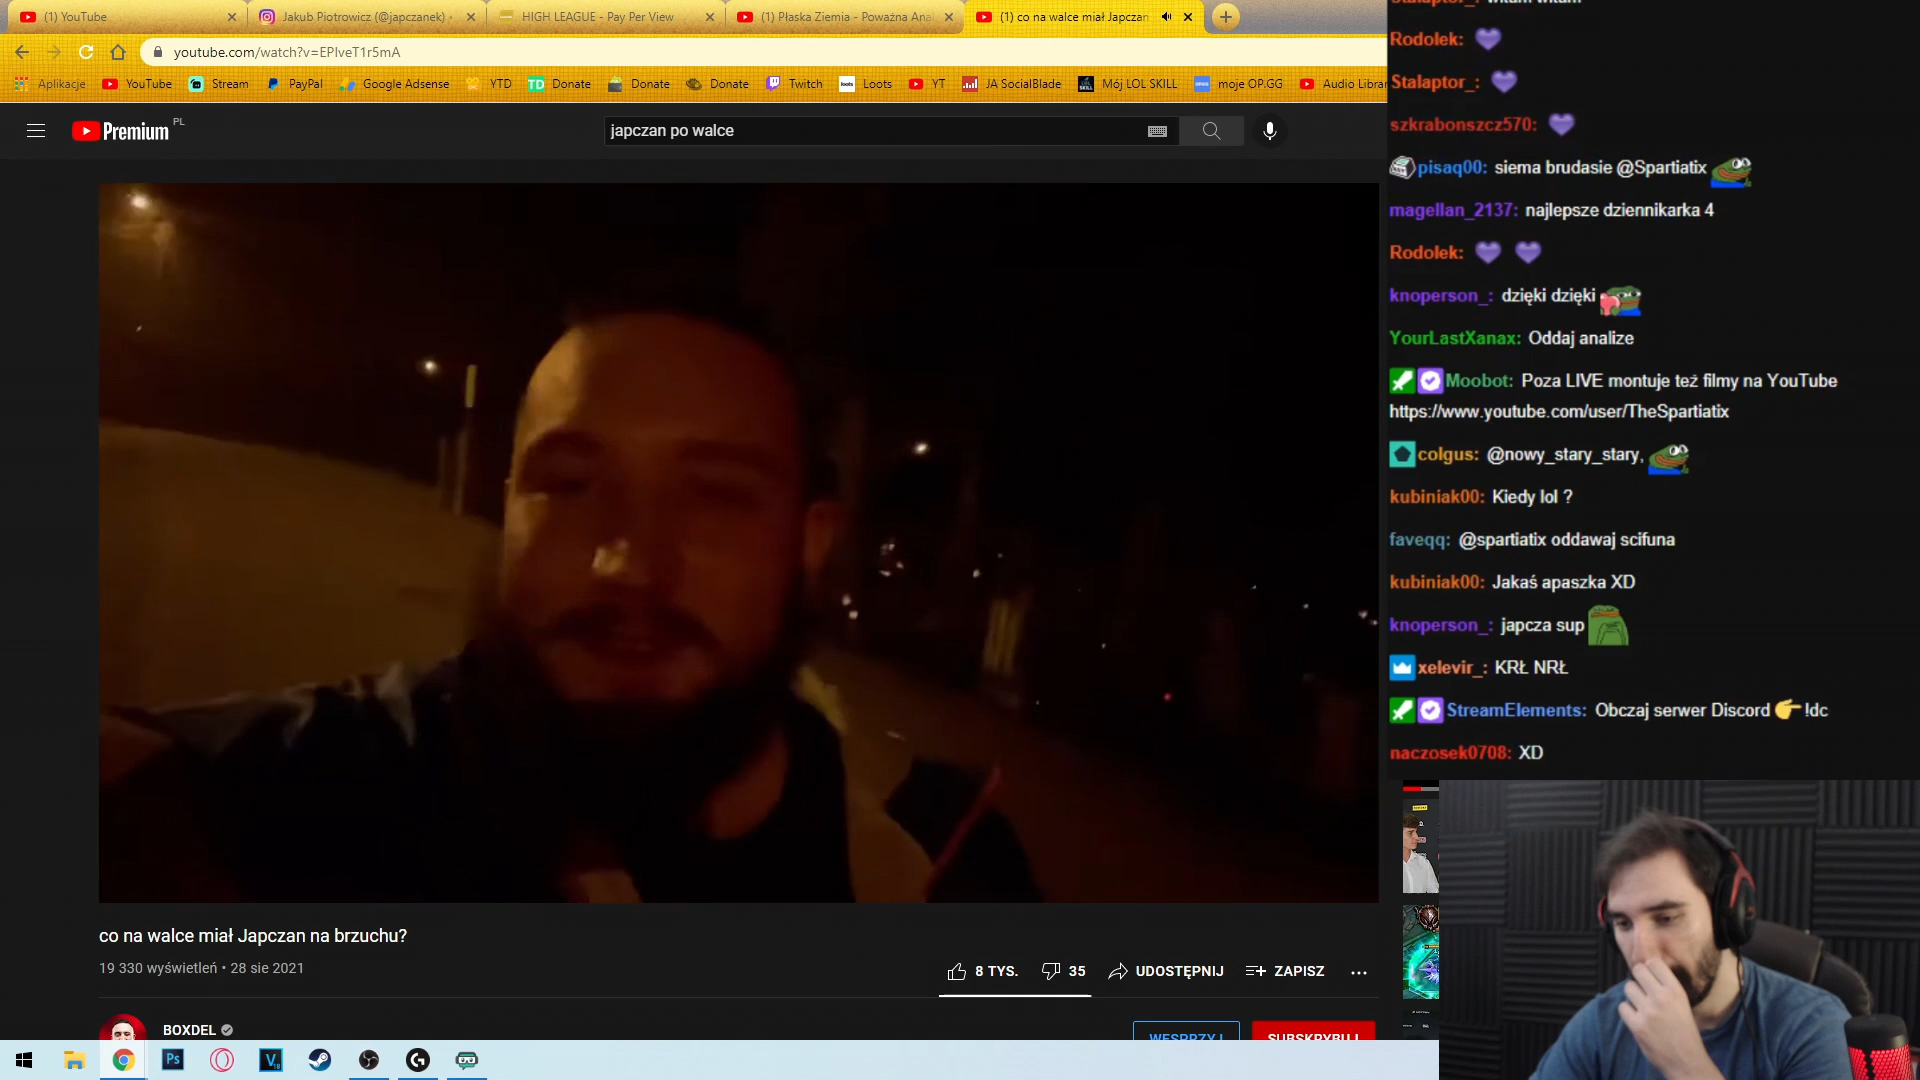 (1) YouTube
Jakub Piotrowicz (@japczanek) •
HIGH LEAGUE - Pay Per View
(1) Płaska Ziemia - Poważna Anal
(1) co na walce miał Japczan
youtube.com/watch?v=EPlveT1r5mA
Aplikacje
YouTube
Stream
PayPal
Google Adsense
YTD
Donate
Donate
Donate
Twitch
Loots
YT
JA SocialBlade
Mój LOL SKILL
moje OP.GG
Audio Librar
Premium PL
japczan po walce
Stalaptor_: witam witam
Rodolek:
Stalaptor_:
szkrabonszcz570:
pisaq00: siema brudasie @Spartiatix
magellan_2137: najlepsze dziennikarka 4
Rodolek:
knoperson_: dzięki dzięki
YourLastXanax: Oddaj analize
Moobot: Poza LIVE montuje też filmy na YouTube
https://www.youtube.com/user/TheSpartiatix
colgus: @nowy_stary_stary,
kubiniak00: Kiedy lol ?
faveqq: @spartiatix oddawaj scifuna
kubiniak00: Jakaś apaszka XD
knoperson_: japcza sup
xelevir_: KRŁ NRŁ
StreamElements: Obczaj serwer Discord !dc
naczosek0708: XD
co na walce miał Japczan na brzuchu?
19 330 wyświetleń • 28 sie 2021
8 TYS.
35
UDOSTĘPNIJ
ZAPISZ
BOXDEL
WESPRZYJ
SUBSKRYBUJ
Ps